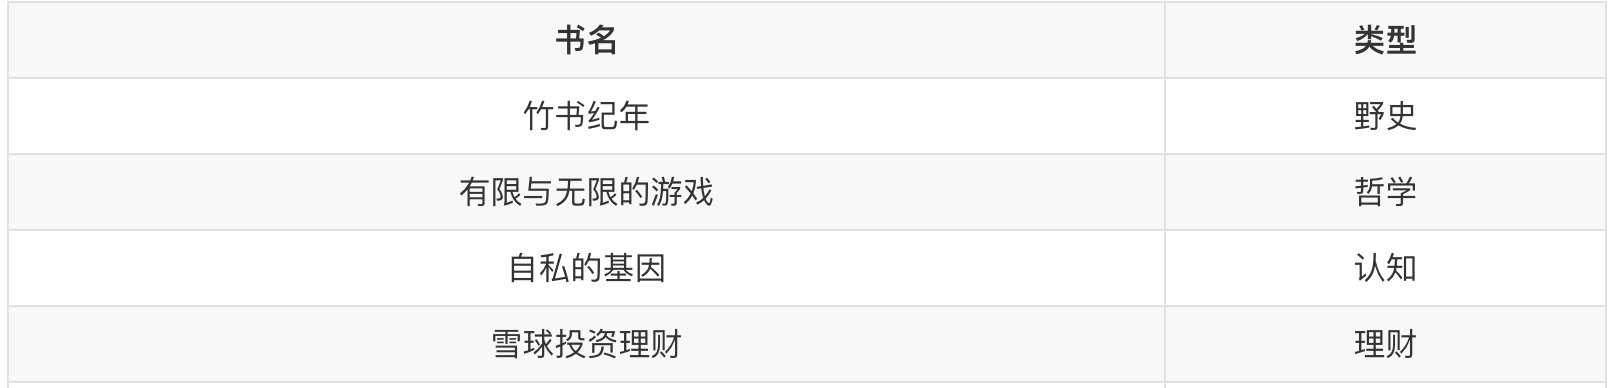 书名 类型
竹书纪年 野史
有限与无限的游戏 哲学
自私的基因 认知
雪球投资理财 理财